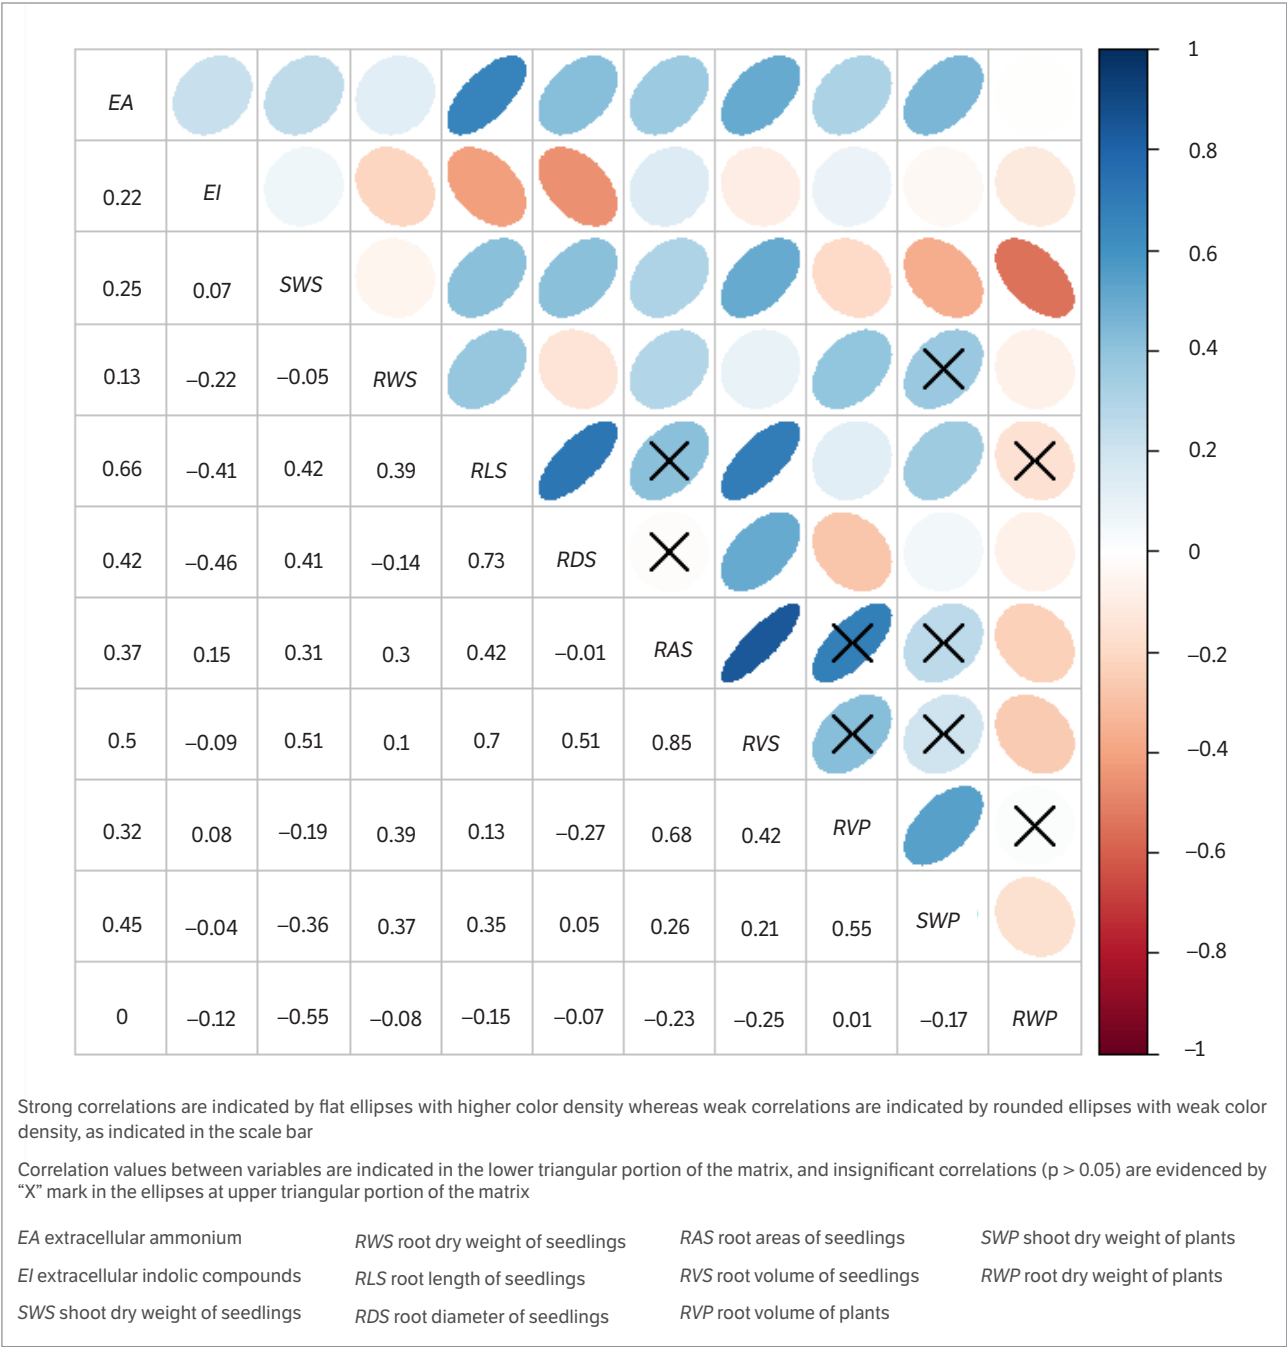 EA 1
0.8
0.22 EI
0.25 0.07 SWS 0.6
0.13 −0.22 −0.05 RWS 0.4
0.66 −0.41 0.42 0.39 RLS 0.2
0.42 −0.46 0.41 −0.14 0.73 RDS 0
0.37 0.15 0.31 0.3 0.42 −0.01 RAS −0.2
0.5 −0.09 0.51 0.1 0.7 0.51 0.85 RVS −0.4
0.32 0.08 −0.19 0.39 0.13 −0.27 0.68 0.42 RVP −0.6
0.45 −0.04 −0.36 0.37 0.35 0.05 0.26 0.21 0.55 SWP −0.8
0 −0.12 −0.55 −0.08 −0.15 −0.07 −0.23 −0.25 0.01 −0.17 RWP
−1
Strong correlations are indicated by flat ellipses with higher color density whereas weak correlations are indicated by rounded ellipses with weak color
density, as indicated in the scale bar
Correlation values between variables are indicated in the lower triangular portion of the matrix, and insignificant correlations (p > 0.05) are evidenced by
“X” mark in the ellipses at upper triangular portion of the matrix
EA extracellular ammonium
EI extracellular indolic compounds
SWS shoot dry weight of seedlings
RWS root dry weight of seedlings
RLS root length of seedlings
RDS root diameter of seedlings
RAS root areas of seedlings
RVS root volume of seedlings
RVP root volume of plants
SWP shoot dry weight of plants
RWP root dry weight of plants